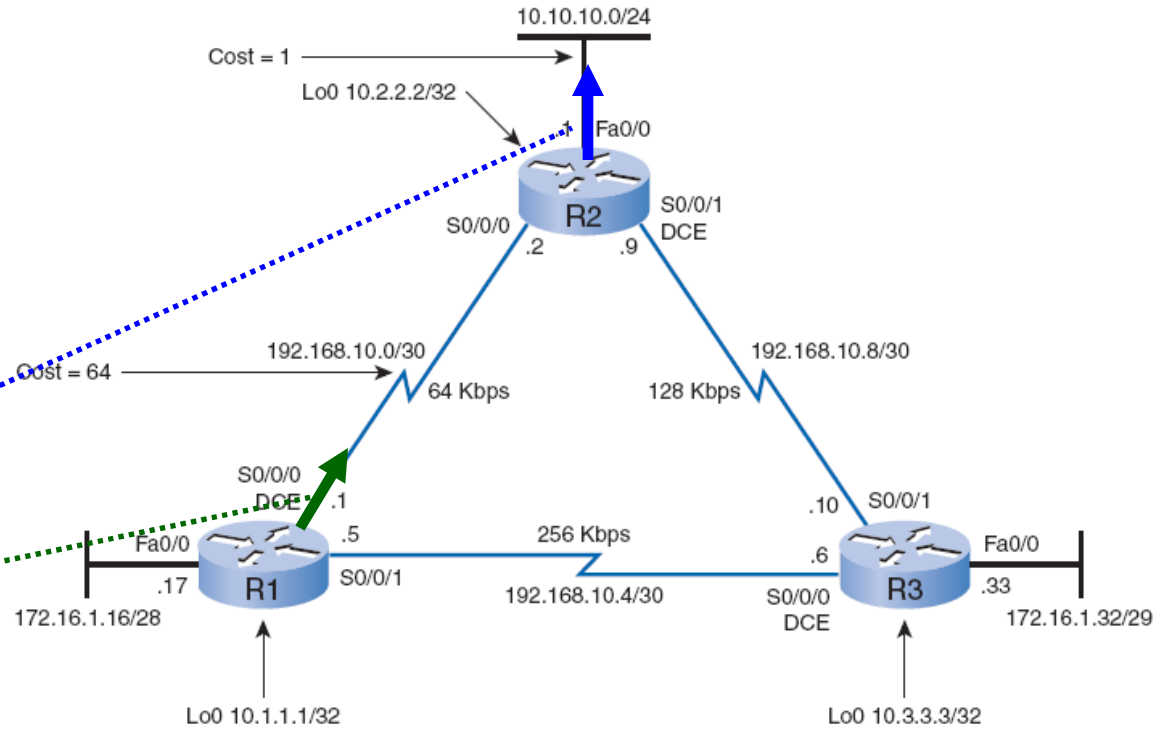 10.10.10.0/24
Cost = 1
Lo0 10.2.2.2/32
.1
Fa0/0
R2
S0/0/0
S0/0/1
DCE
.2
.9
192.168.10.0/30
192.168.10.8/30
Cost = 64
64 Kbps
128 Kbps
S0/0/0
DCE
.1
.10
S0/0/1
.5
256 Kbps
.6
Fa0/0
Fa0/0
R1
S0/0/1
R3
.17
192.168.10.4/30
S0/0/0
DCE
.33
172.16.1.16/28
172.16.1.32/29
Lo0 10.1.1.1/32
Lo0 10.3.3.3/32